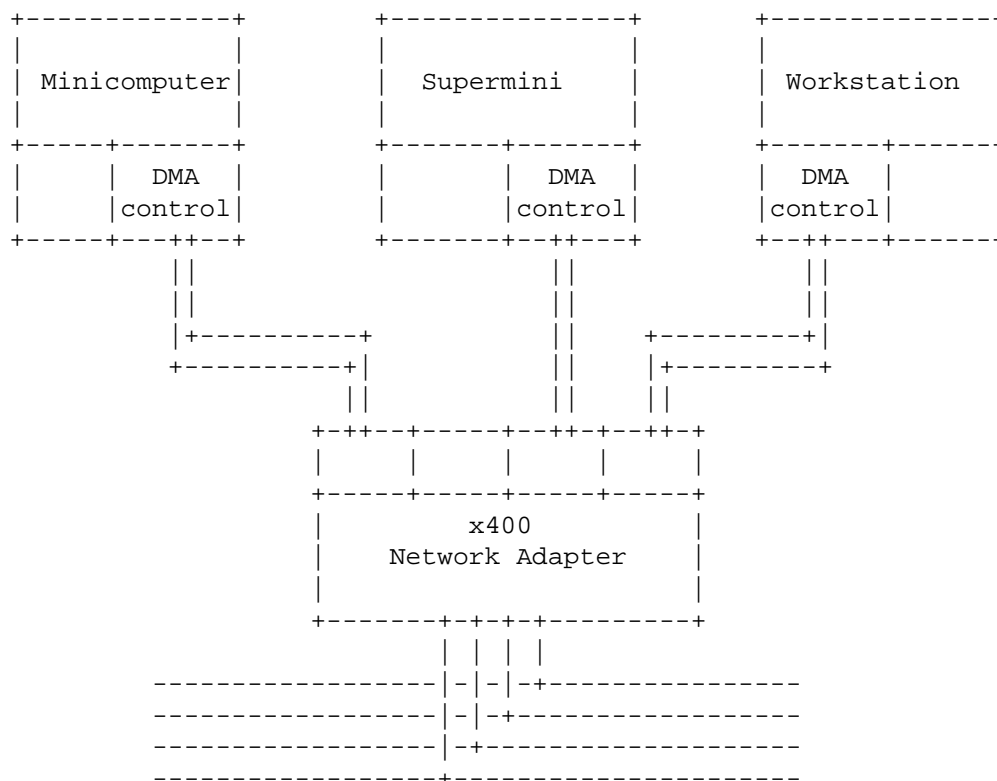 Minicomputer Supermini Workstation
DMA DMA DMA
control control control
x400
Network Adapter